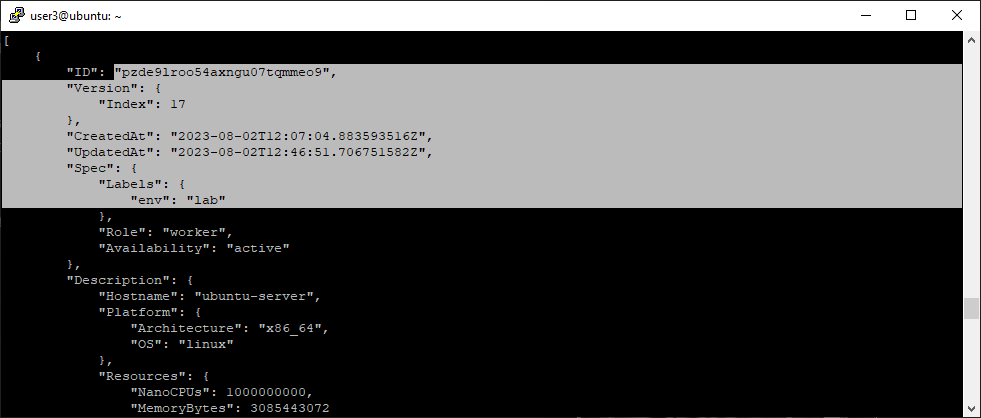 user3@ubuntu: ~
[
    {
        "ID": "pzde9lroo54axngu07tqmmeo9",
        "Version": {
            "Index": 17
        },
        "CreatedAt": "2023-08-02T12:07:04.883593516Z",
        "UpdatedAt": "2023-08-02T12:46:51.706751582Z",
        "Spec": {
            "Labels": {
                "env": "lab"
            },
            "Role": "worker",
            "Availability": "active"
        },
        "Description": {
            "Hostname": "ubuntu-server",
            "Platform": {
                "Architecture": "x86_64",
                "OS": "linux"
            },
            "Resources": {
                "NanoCPUs": 1000000000,
                "MemoryBytes": 3085443072